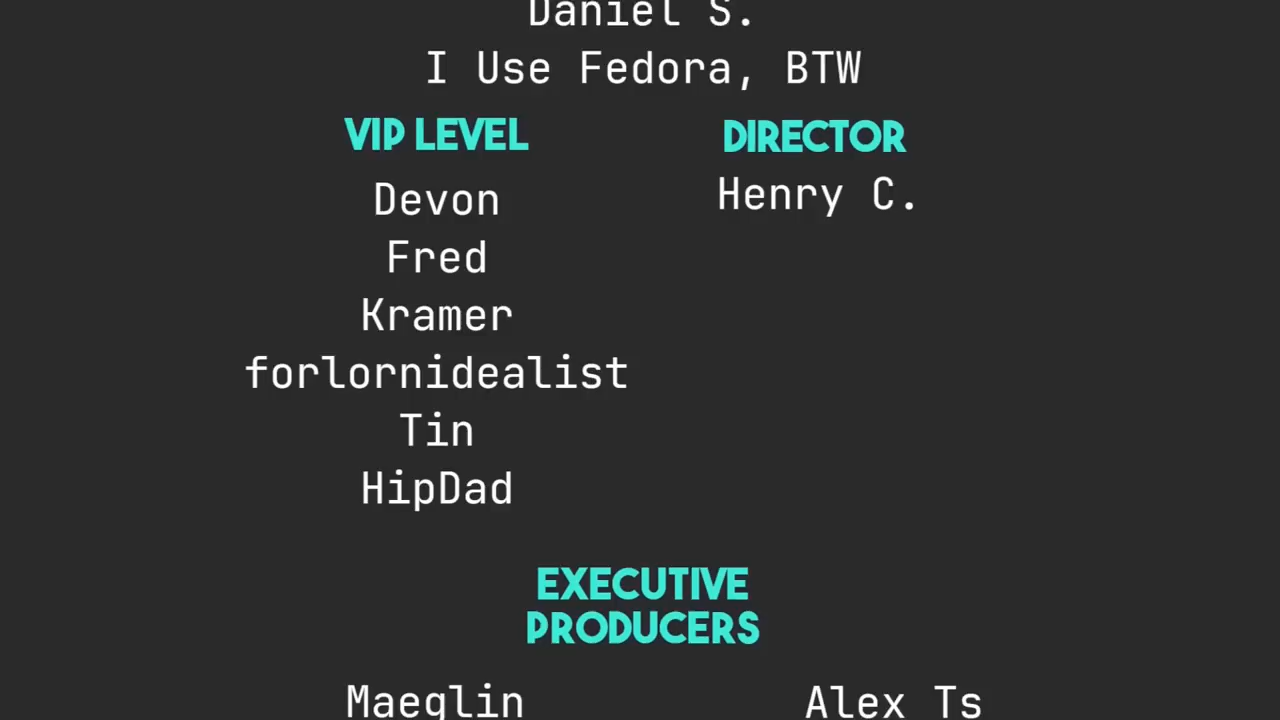 Daniel S.
I Use Fedora, BTW
VIP LEVEL
Devon
Fred
Kramer
forlornidealist
Tin
HipDad
DIRECTOR
Henry C.
EXECUTIVE
PRODUCERS
Maeglin
Alex Ts